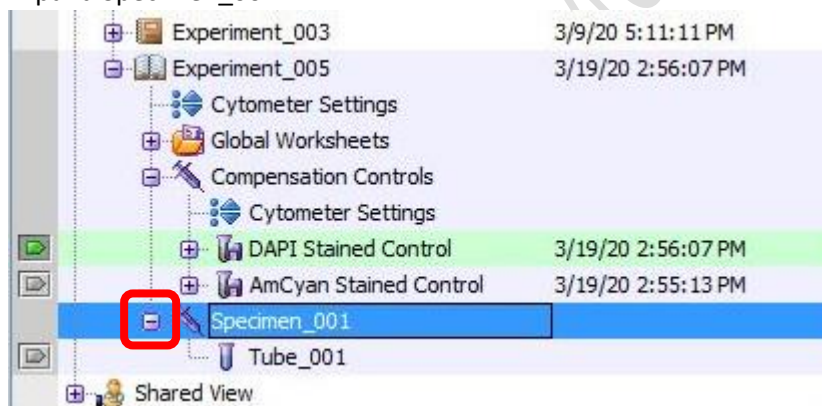 Experiment_003 3/9/20 5:11:11 PM
Experiment_005 3/19/20 2:56:07 PM
Cytometer Settings
Global Worksheets
Compensation Controls
Cytometer Settings
DAPI Stained Control 3/19/20 2:56:07 PM
AmCyan Stained Control 3/19/20 2:55:13 PM
Specimen_001
Tube_001
Shared View